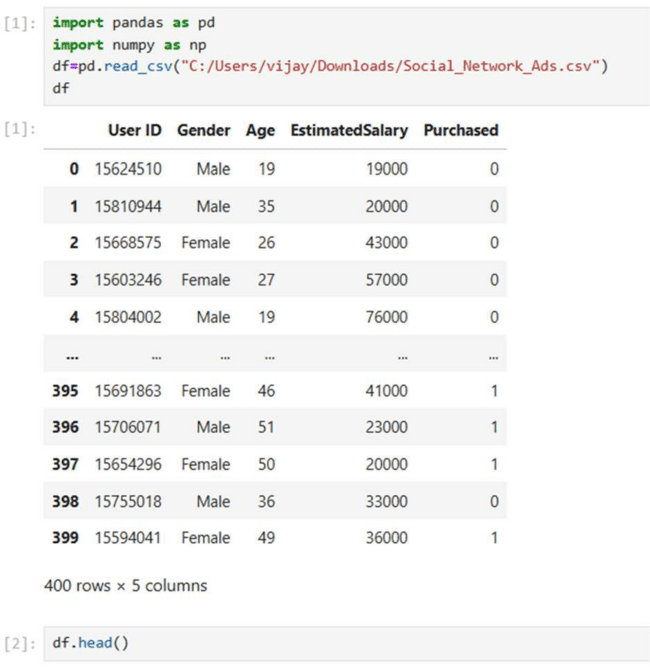 [1]: import pandas as pd
import numpy as np
df=pd.read_csv("C:/Users/vijay/Downloads/Social_Network_Ads.csv")
df
[1]: User ID Gender Age EstimatedSalary Purchased
0 15624510 Male 19 19000 0
1 15810944 Male 35 20000 0
2 15668575 Female 26 43000 0
3 15603246 Female 27 57000 0
4 15804002 Male 19 76000 0
... ... ... ... ... ...
395 15691863 Female 46 41000 1
396 15706071 Male 51 23000 1
397 15654296 Female 50 20000 1
398 15755018 Male 36 33000 0
399 15594041 Female 49 36000 1
400 rows × 5 columns
[2]: df.head()